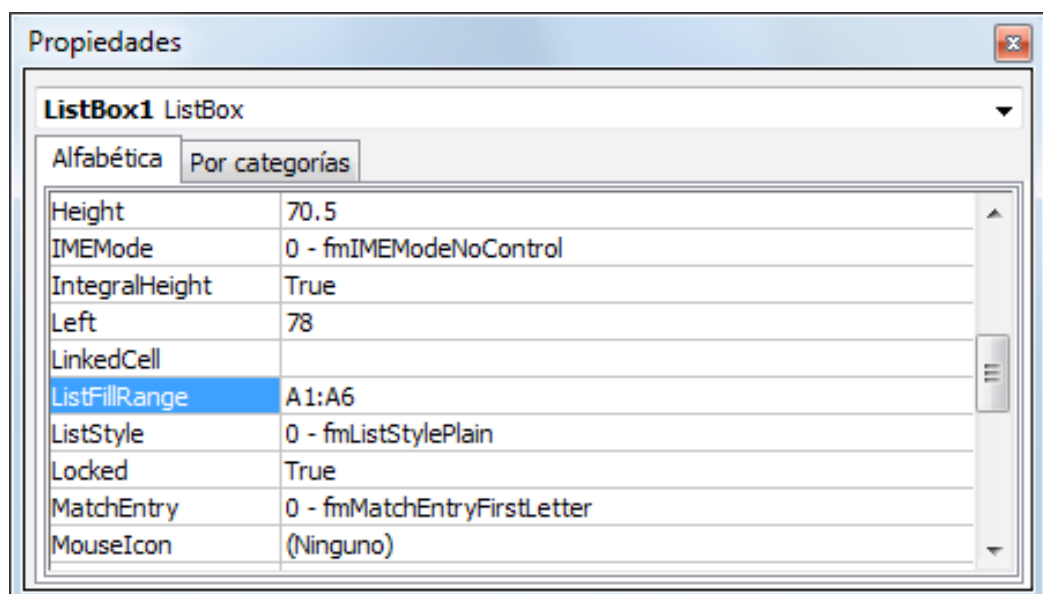 Propiedades
ListBox1 ListBox
Alfabética Por categorías
Height 70.5
IMEMode 0 - fmIMEModeNoControl
IntegralHeight True
Left 78
LinkedCell
ListFillRange A1:A6
ListStyle 0 - fmListStylePlain
Locked True
MatchEntry 0 - fmMatchEntryFirstLetter
MouseIcon (Ninguno)